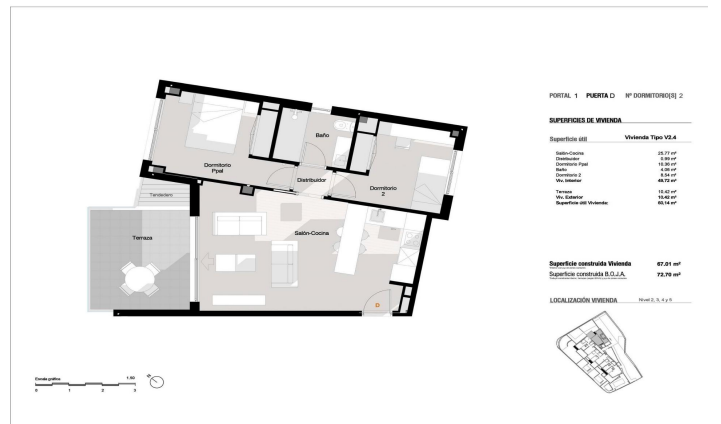 PORTAL 1 PUERTA D Nº DORMITORIO[S] 2
SUPERFICIES DE VIVIENDA
Superficie útil Vivienda Tipo V2.4
Salón-Cocina 25.77 m²
Distribuidor 0.99 m²
Dormitorio Ppal 10.36 m²
Baño 4.06 m²
Dormitorio 2 8.54 m²
Viv. Interior 49.72 m²
Terraza 10.42 m²
Viv. Exterior 10.42 m²
Superficie útil Vivienda: 60.14 m²
Superficie construida Vivienda 67.01 m²
Superficie construida B.O.J.A. 72.70 m²
LOCALIZACIÓN VIVIENDA Nivel 2, 3, 4 y 5
Baño
Dormitorio
Ppal
Distribuidor
Dormitorio
2
Tendedero
Terraza
Salón-Cocina
D
Escala gráfica 1.50
N
0 1 2 3